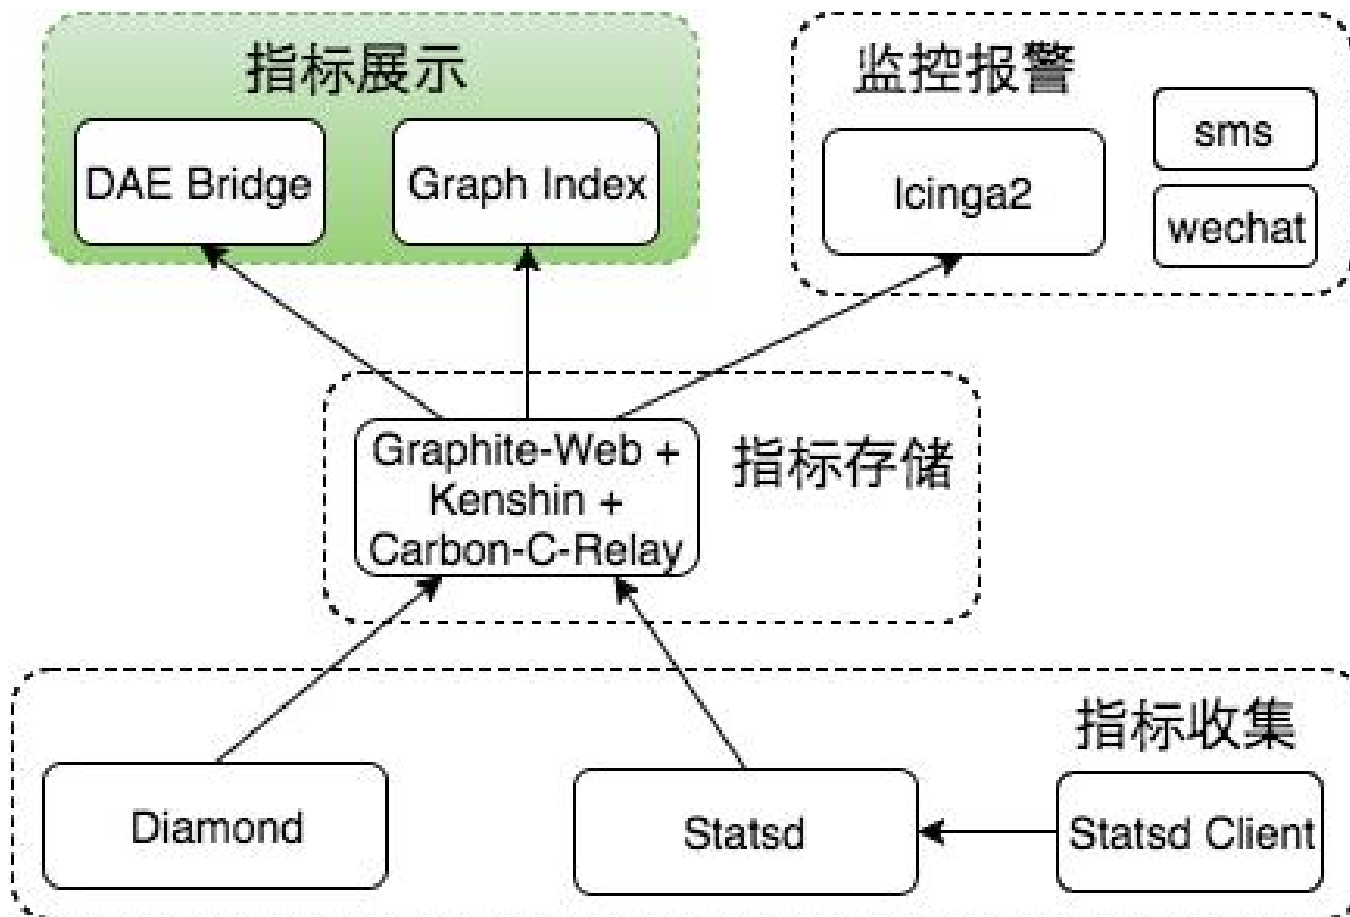 指标展示
DAE Bridge
Graph Index
监控报警
Icinga2
sms
wechat
Graphite-Web +
Kenshin +
Carbon-C-Relay
指标存储
指标收集
Diamond
Statsd
Statsd Client